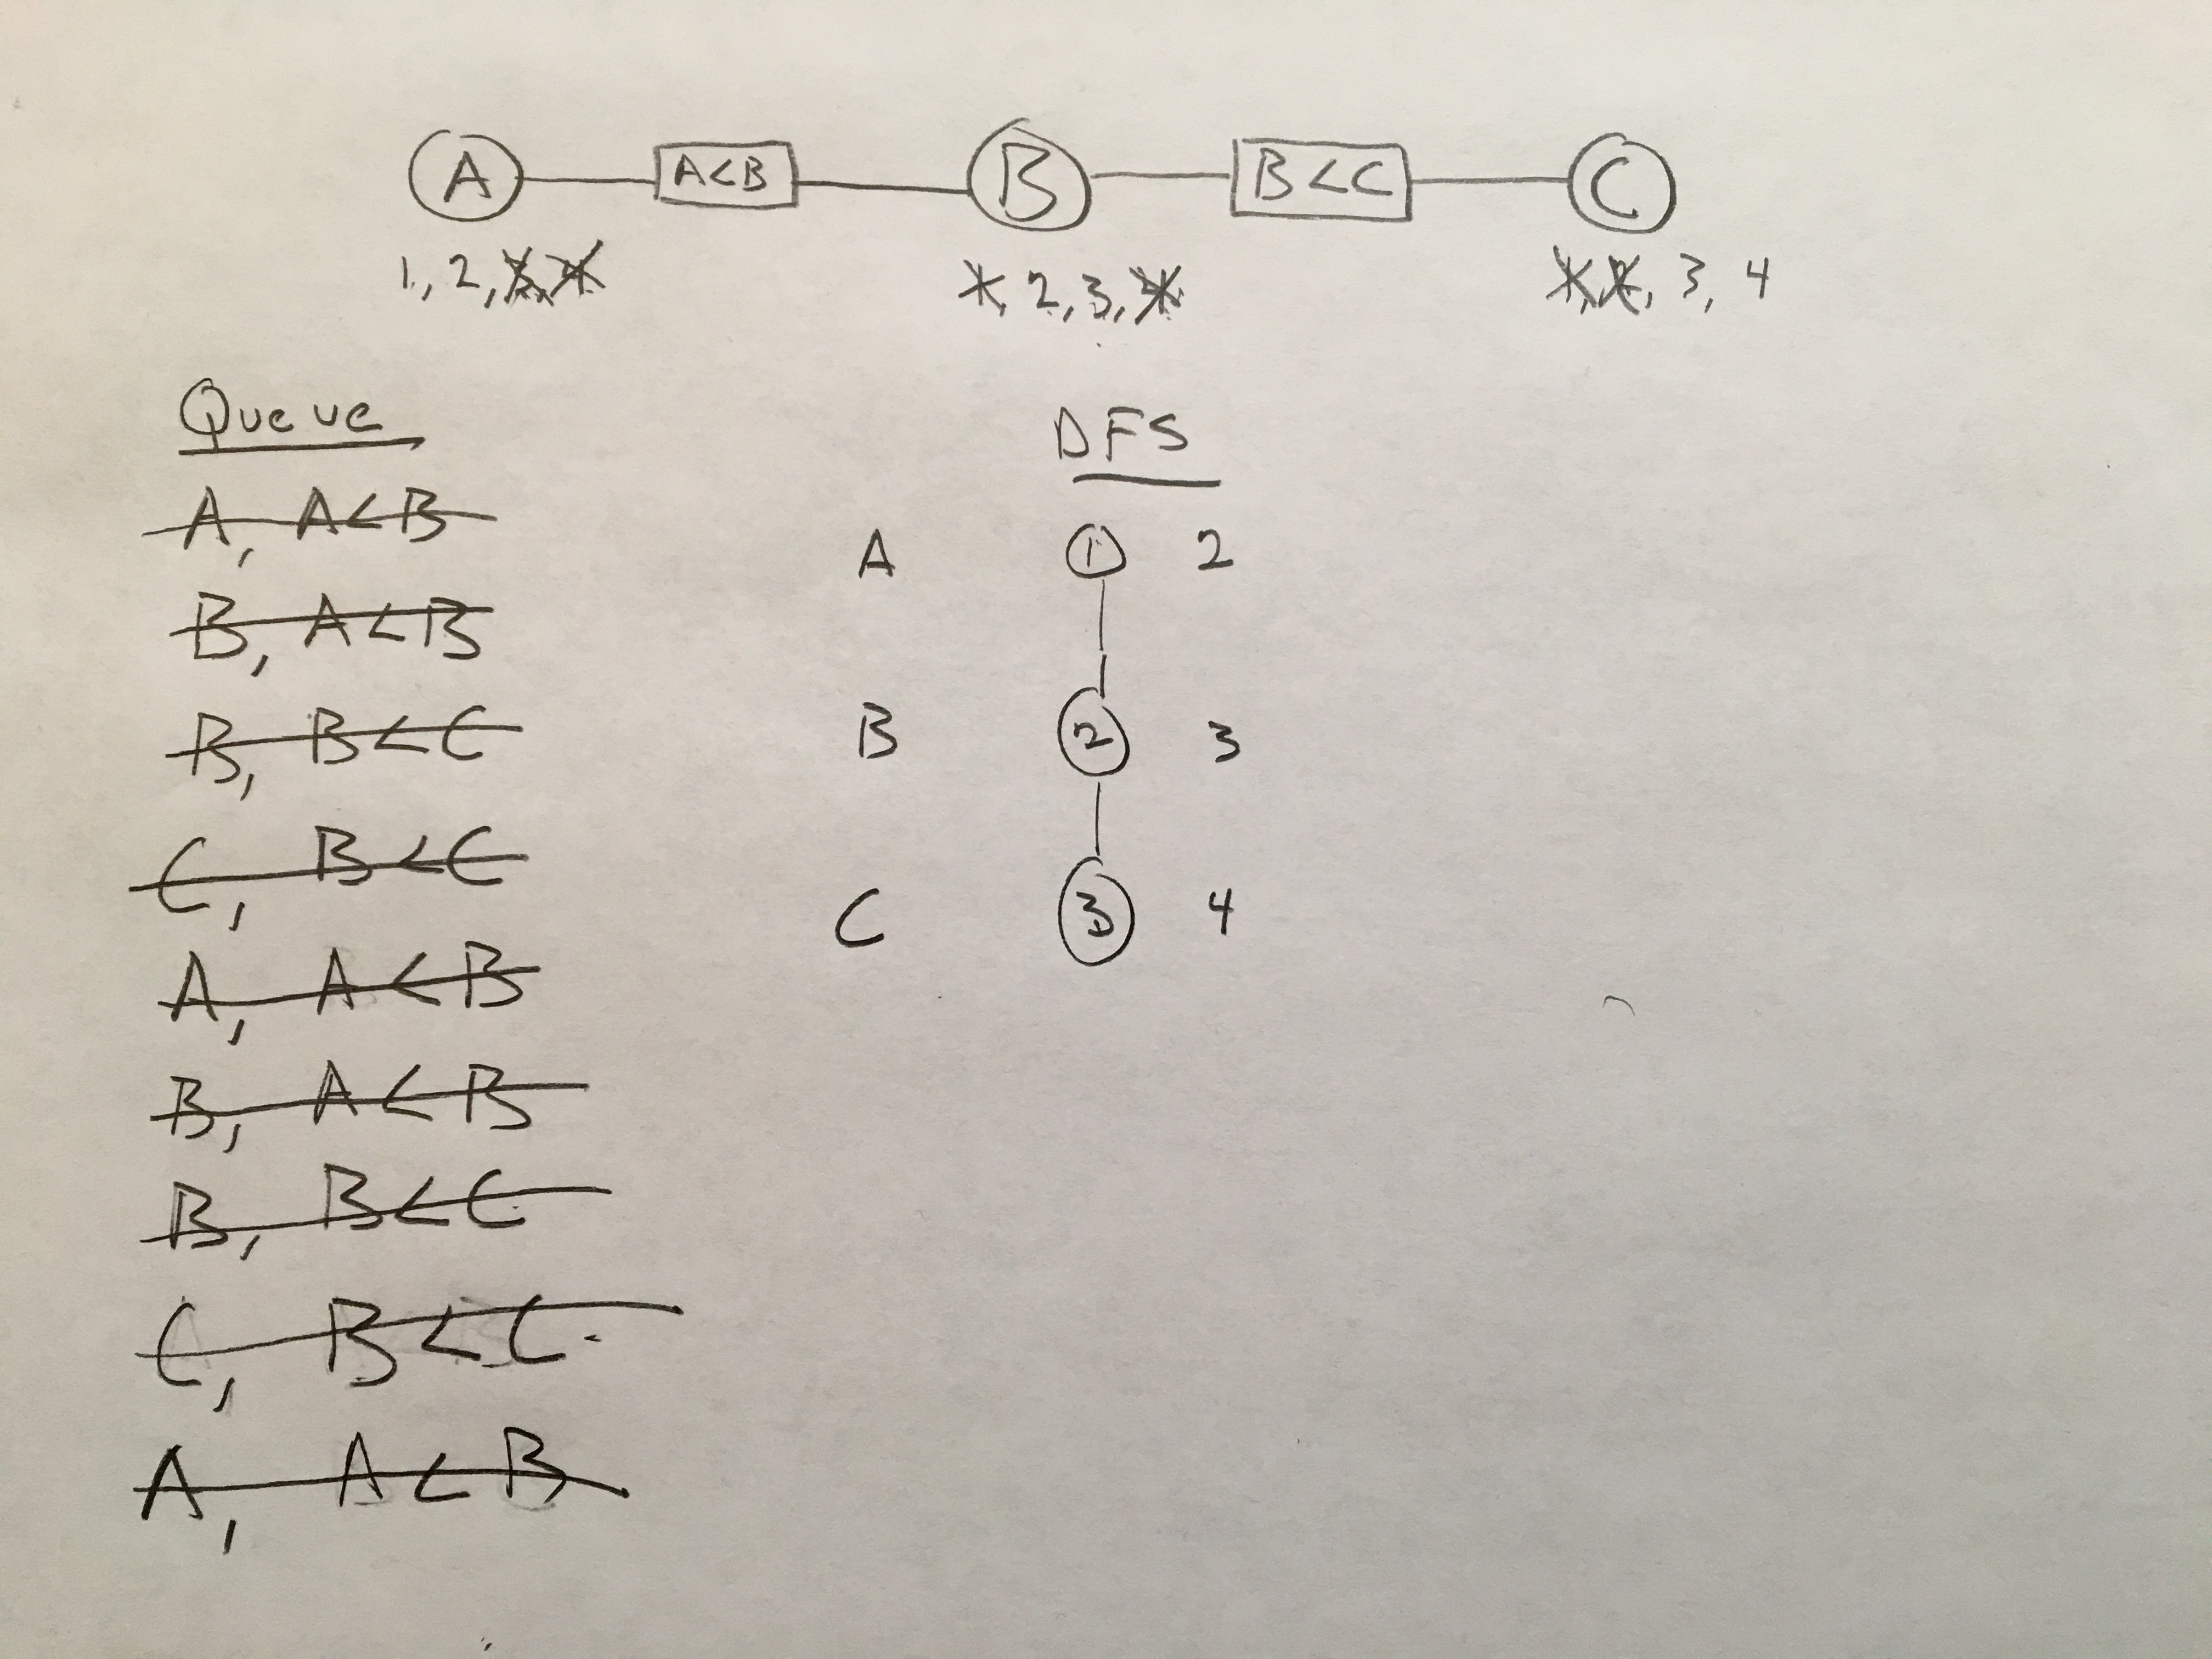 A A<B B B<C C
1, 2, 3, 4 1, 2, 3, 4 1, 2, 3, 4
Queue
DFS
A, A<B
A 1 2
B, A<B
B, B<C
B 2 3
C, B<C
C 3 4
A, A<B
B, A<B
B, B<C
C, B<C
A, A<B